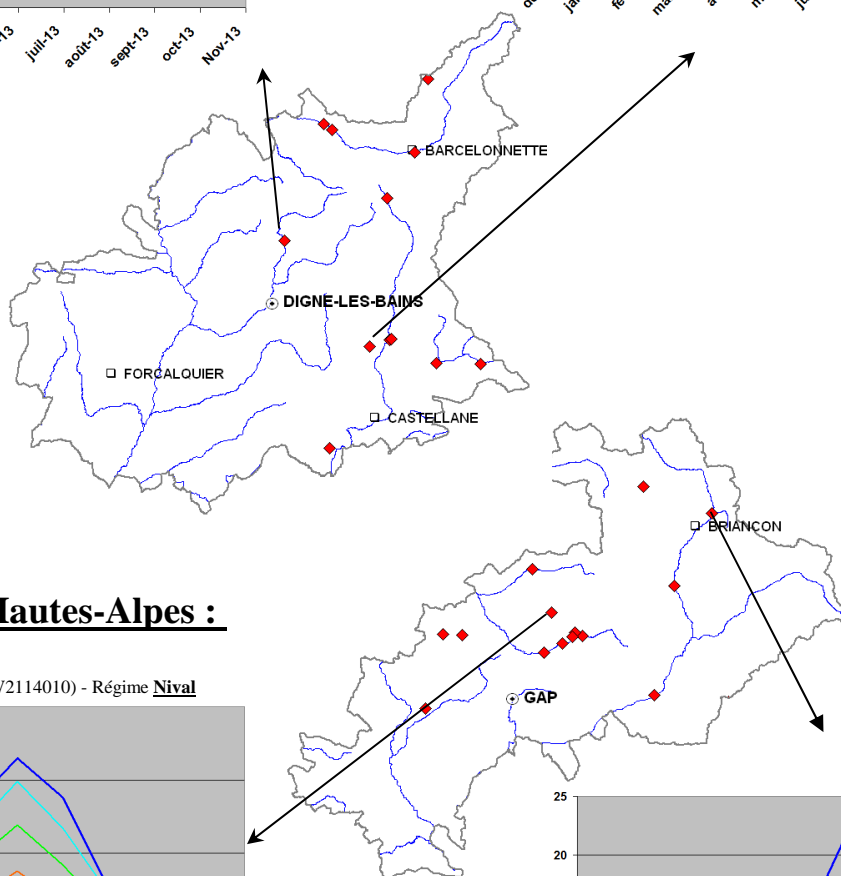 juil-13
août-13
sept-13
oct-13
Nov-13
BARCELONNETTE
DIGNE-LES-BAINS
FORCALQUIER
CASTELLANE
BRIANCON
Hautes-Alpes :
V2114010) - Régime Nival
GAP
25
20